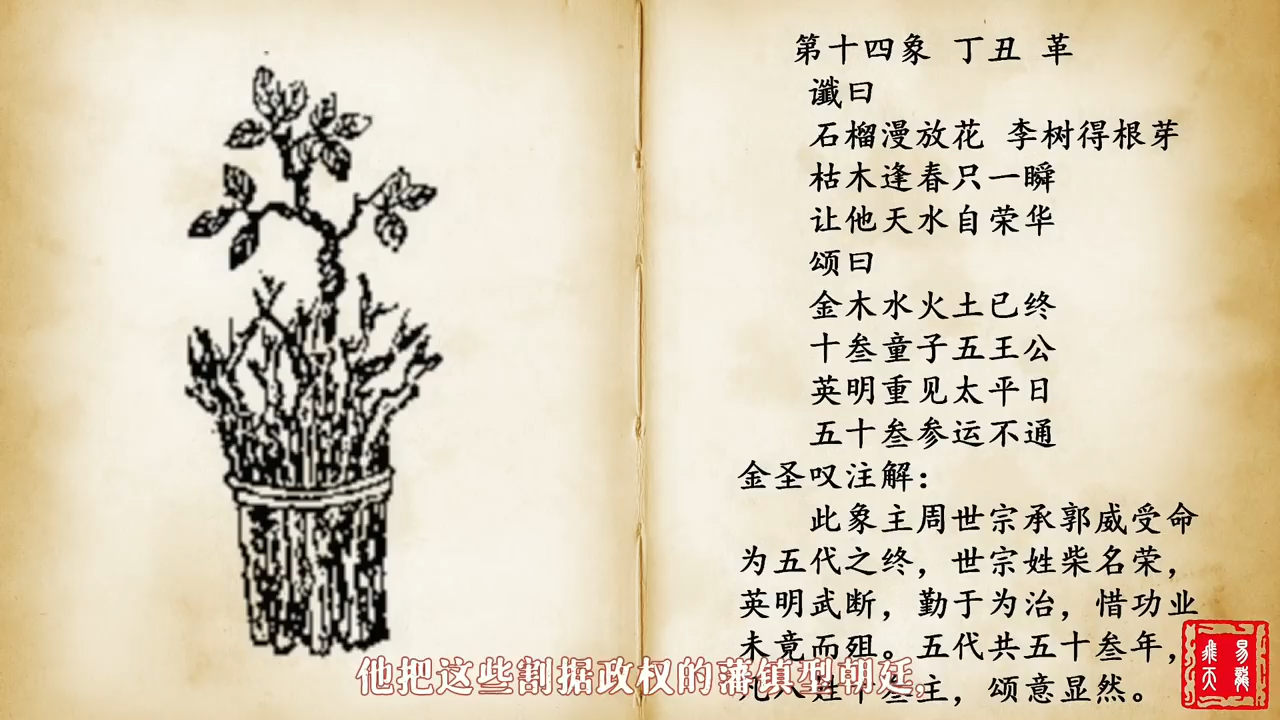 第十四象 丁丑 革
谶曰
石榴漫放花 李树得根芽
枯木逢春只一瞬
让他天水自荣华
颂曰
金木水火土已终
十叁童子五王公
英明重见太平日
五十叁参运不通
金圣叹注解：
此象主周世宗承郭威受命
为五代之终，世宗姓柴名荣，
英明武断，勤于为治，惜功业
未竟而殂。五代共五十叁年，
凡八姓十叁主，颂意显然。
他把这些割据政权的藩镇型朝廷，